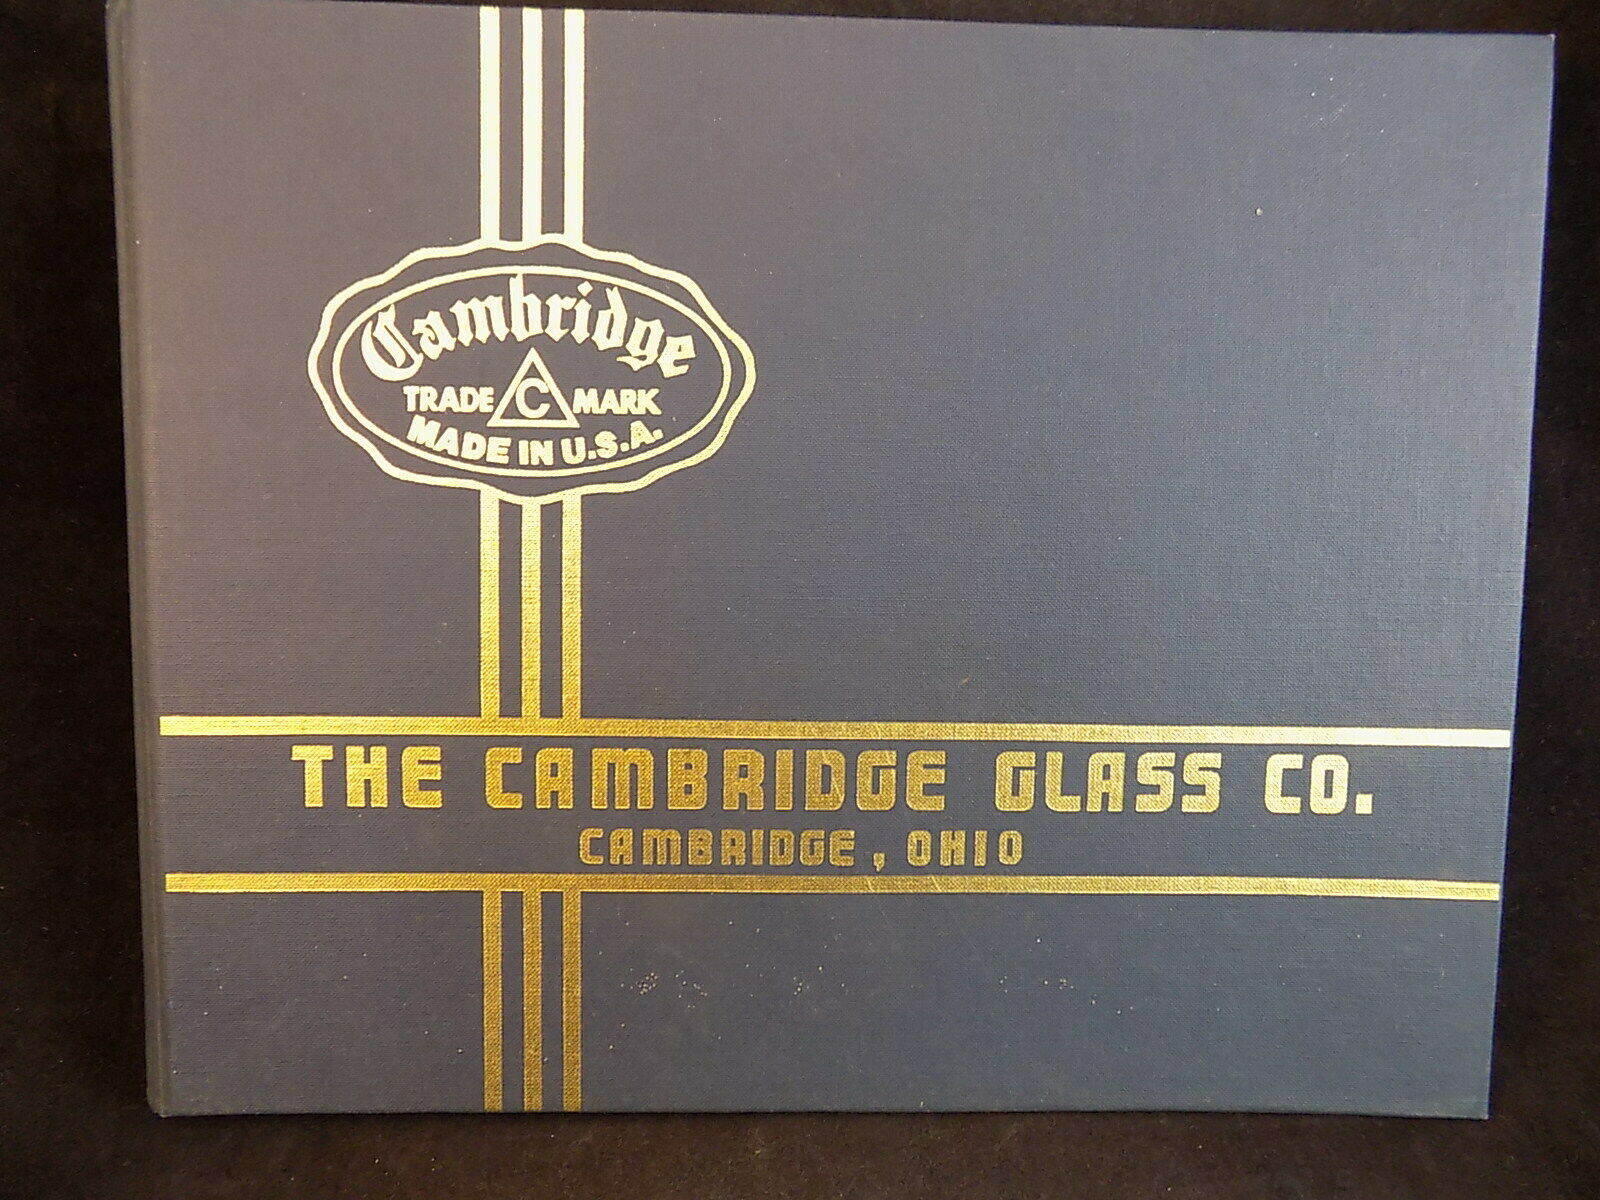 Cambridge
TRADE C MARK
MADE IN U.S.A.
THE CAMBRIDGE GLASS CO.
CAMBRIDGE, OHIO